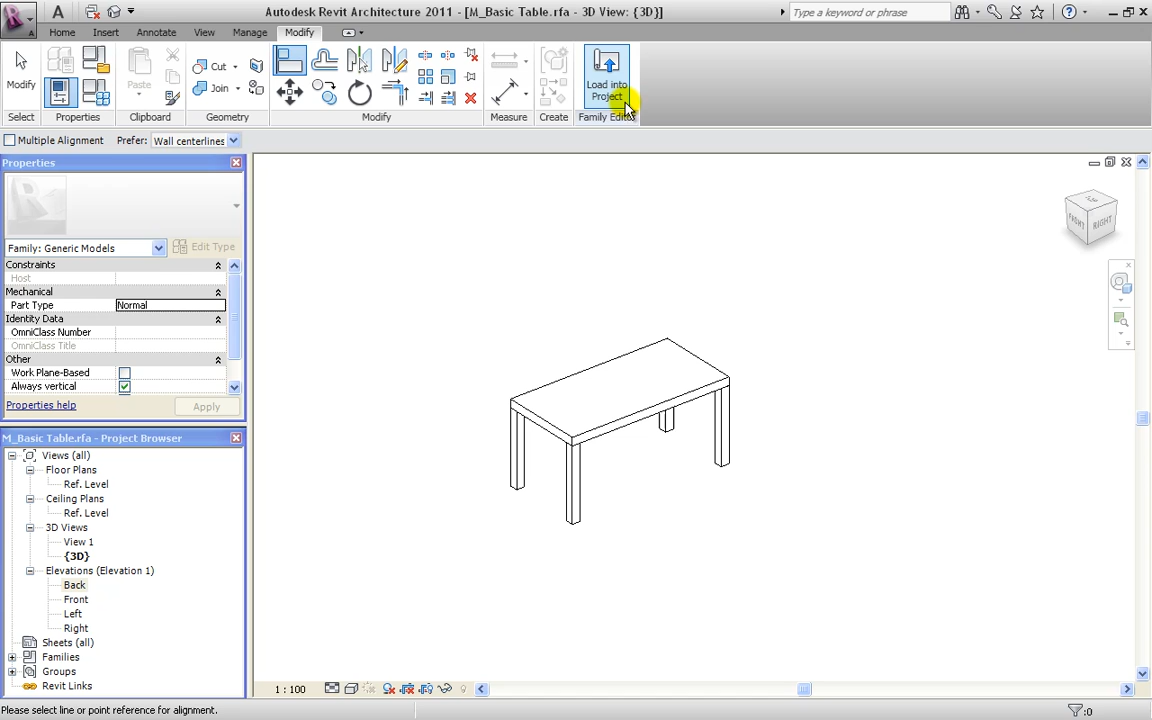 Autodesk Revit Architecture 2011 - [M_Basic Table.rfa - 3D View: {3D}]
Type a keyword or phrase
Home Insert Annotate View Manage Modify
Modify
Paste
Cut
Join
Load into
Project
Select Properties Clipboard Geometry Modify Measure Create Family Editor
Multiple Alignment Prefer: Wall centerlines
Properties
Family: Generic Models
Edit Type
Constraints
Host
Mechanical
Part Type Normal
Identity Data
OmniClass Number
OmniClass Title
Other
Work Plane-Based
Always vertical
Properties help
Apply
M_Basic Table.rfa - Project Browser
Views (all)
Floor Plans
Ref. Level
Ceiling Plans
Ref. Level
3D Views
View 1
{3D}
Elevations (Elevation 1)
Back
Front
Left
Right
Sheets (all)
Families
Groups
Revit Links
TOP
FRONT
RIGHT
1 : 100
Please select line or point reference for alignment.
:0